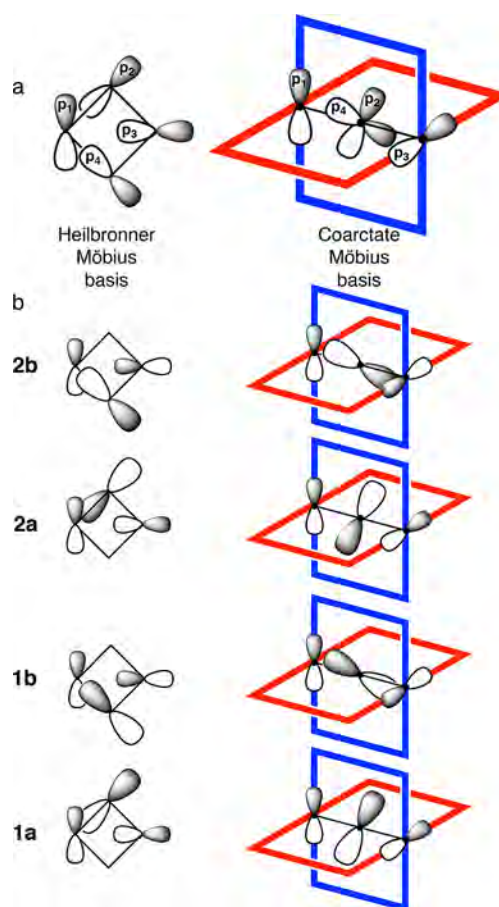 a
p₁
p₂
p₃
p₄
p₁
p₄
p₂
p₃
Heilbronner
Möbius
basis
Coarctate
Möbius
basis
b
2b
2a
1b
1a